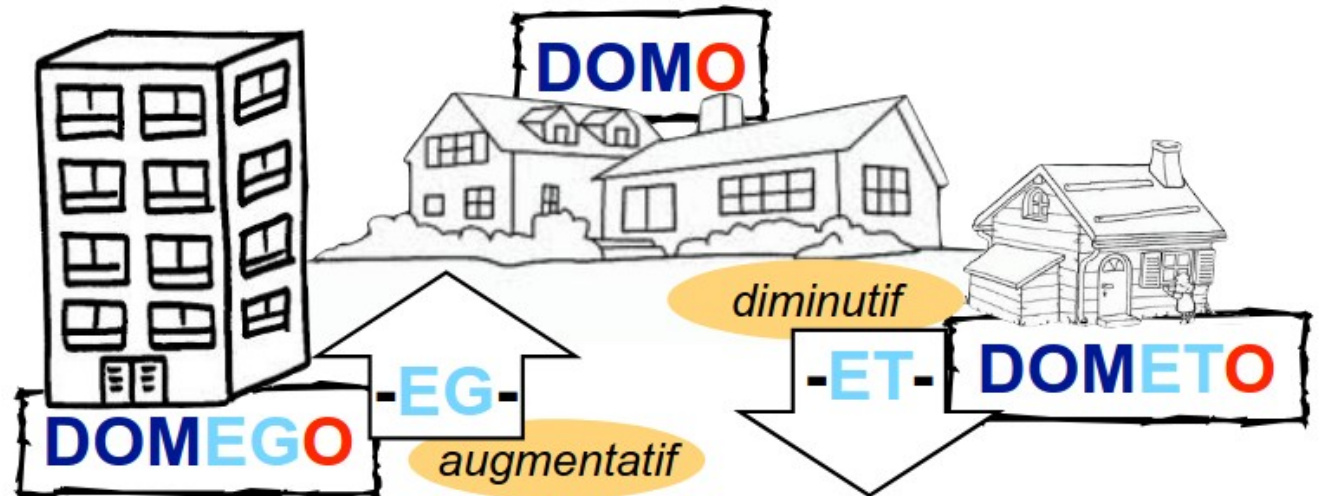 DOMO
diminutif
-EG-
-ET-
DOMETO
DOMEGO
augmentatif